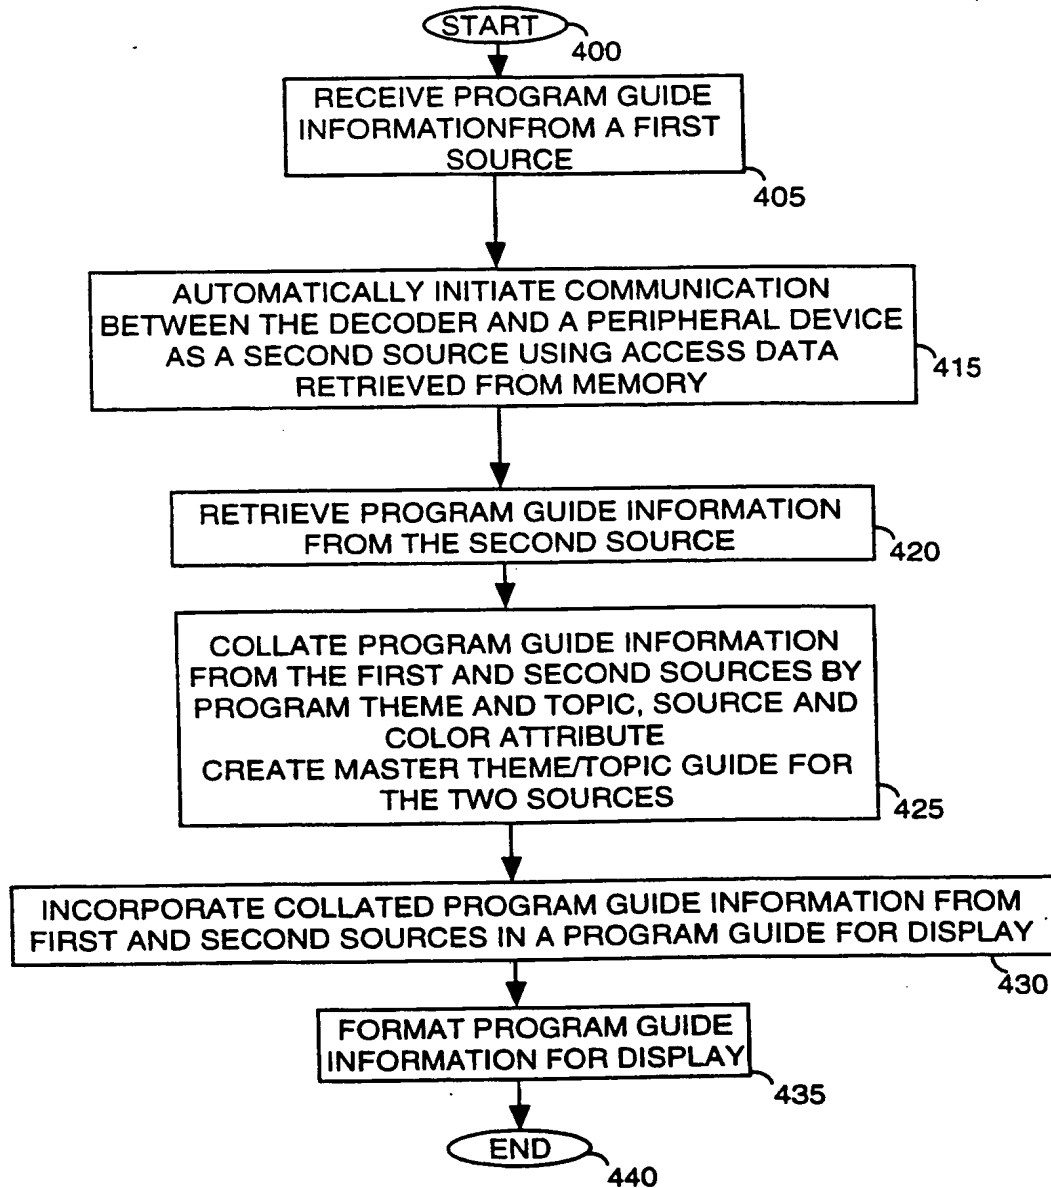 START
400
RECEIVE PROGRAM GUIDE
INFORMATIONFROM A FIRST
SOURCE
405
AUTOMATICALLY INITIATE COMMUNICATION
BETWEEN THE DECODER AND A PERIPHERAL DEVICE
AS A SECOND SOURCE USING ACCESS DATA
RETRIEVED FROM MEMORY
415
RETRIEVE PROGRAM GUIDE INFORMATION
FROM THE SECOND SOURCE
420
COLLATE PROGRAM GUIDE INFORMATION
FROM THE FIRST AND SECOND SOURCES BY
PROGRAM THEME AND TOPIC, SOURCE AND
COLOR ATTRIBUTE
CREATE MASTER THEME/TOPIC GUIDE FOR
THE TWO SOURCES
425
INCORPORATE COLLATED PROGRAM GUIDE INFORMATION FROM
FIRST AND SECOND SOURCES IN A PROGRAM GUIDE FOR DISPLAY
430
FORMAT PROGRAM GUIDE
INFORMATION FOR DISPLAY
435
END
440